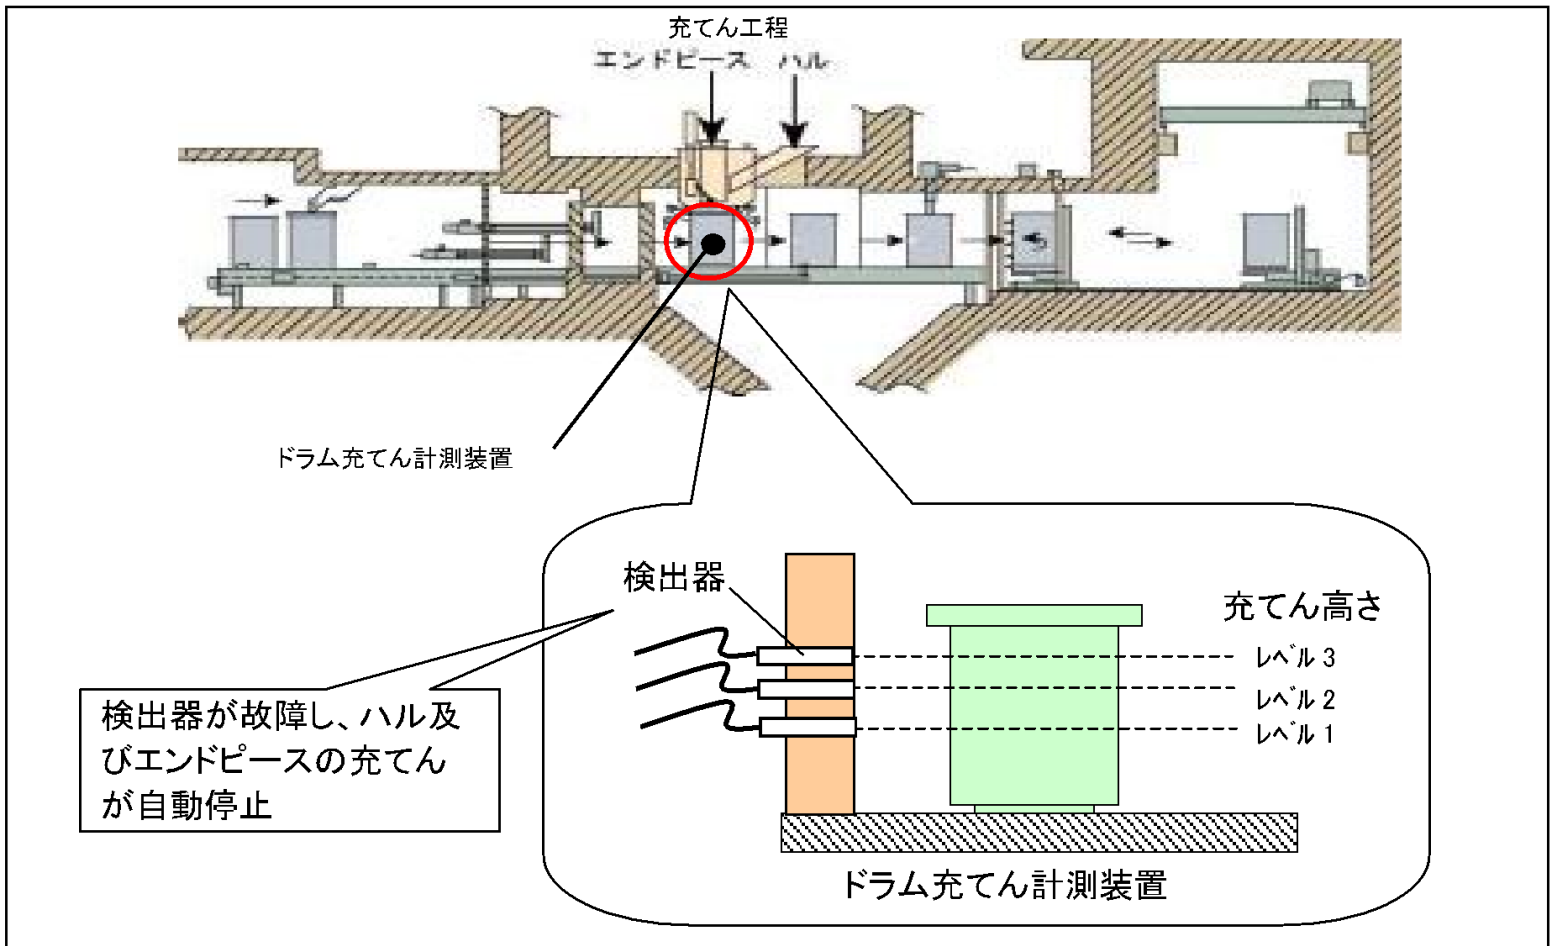 充てん工程
エンドピース ハル
ドラム充てん計測装置
検出器
充てん高さ
レベル3
レベル2
レベル1
検出器が故障し、ハル及
びエンドピースの充てん
が自動停止
ドラム充てん計測装置